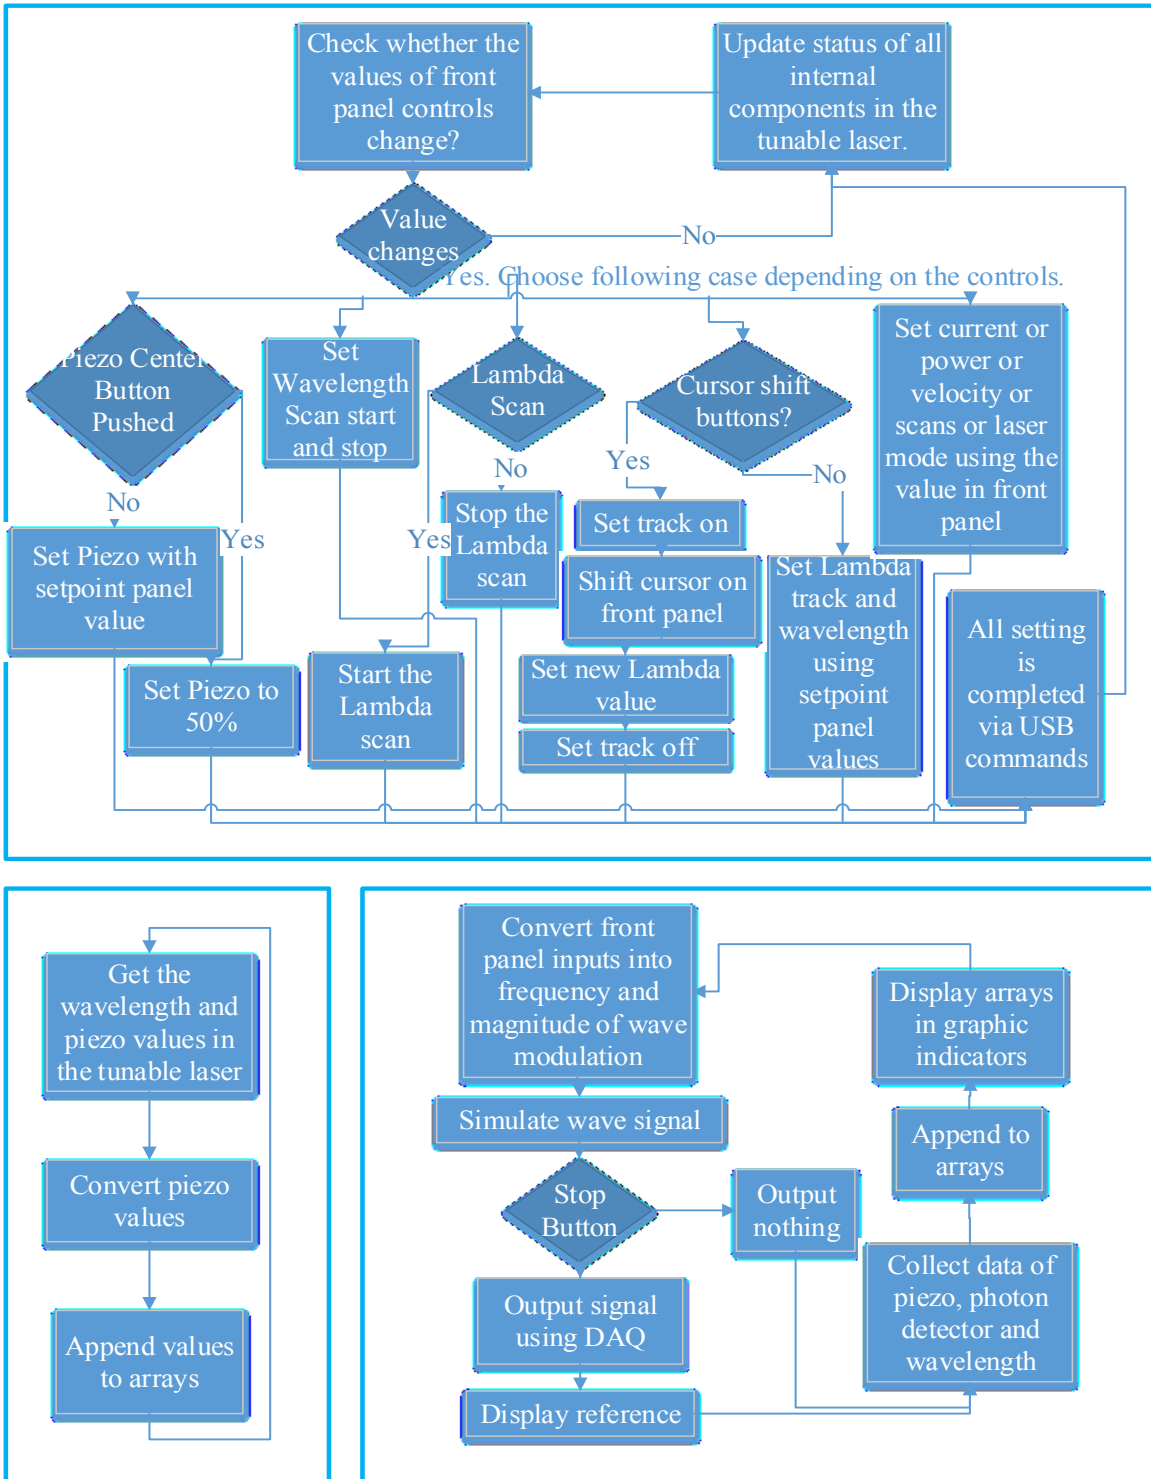 Check whether the
values of front
panel controls
change?
Update status of all
internal
components in the
tunable laser.
Value
changes
No
Yes. Choose following case depending on the controls.
Piezo Center
Button
Pushed
Set
Wavelength
Scan start
and stop
Lambda
Scan
Cursor shift
buttons?
Set current or
power or
velocity or
scans or laser
mode using the
value in front
panel
No
Yes
Yes
No
Yes
No
Set Piezo with
setpoint panel
value
Set Piezo to
50%
Start the
Lambda
scan
Stop the
Lambda
scan
Set track on
Shift cursor on
front panel
Set new Lambda
value
Set track off
Set Lambda
track and
wavelength
using
setpoint
panel
values
All setting
is
completed
via USB
commands
Get the
wavelength and
piezo values in
the tunable laser
Convert piezo
values
Append values
to arrays
Convert front
panel inputs into
frequency and
magnitude of wave
modulation
Simulate wave signal
Stop
Button
Output
nothing
Output signal
using DAQ
Display reference
Display arrays
in graphic
indicators
Append to
arrays
Collect data of
piezo, photon
detector and
wavelength